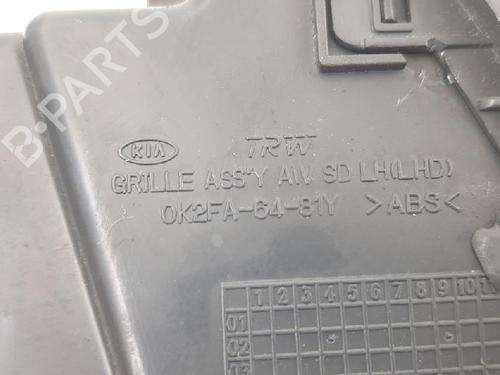 B-PARTS
KIA TRW
GRILLE ASS'Y A/V SD LH(LHD)
0K2FA-64-81Y >ABS<
1 2 3 4 5 6 7 8 9 10 1
01
02
03